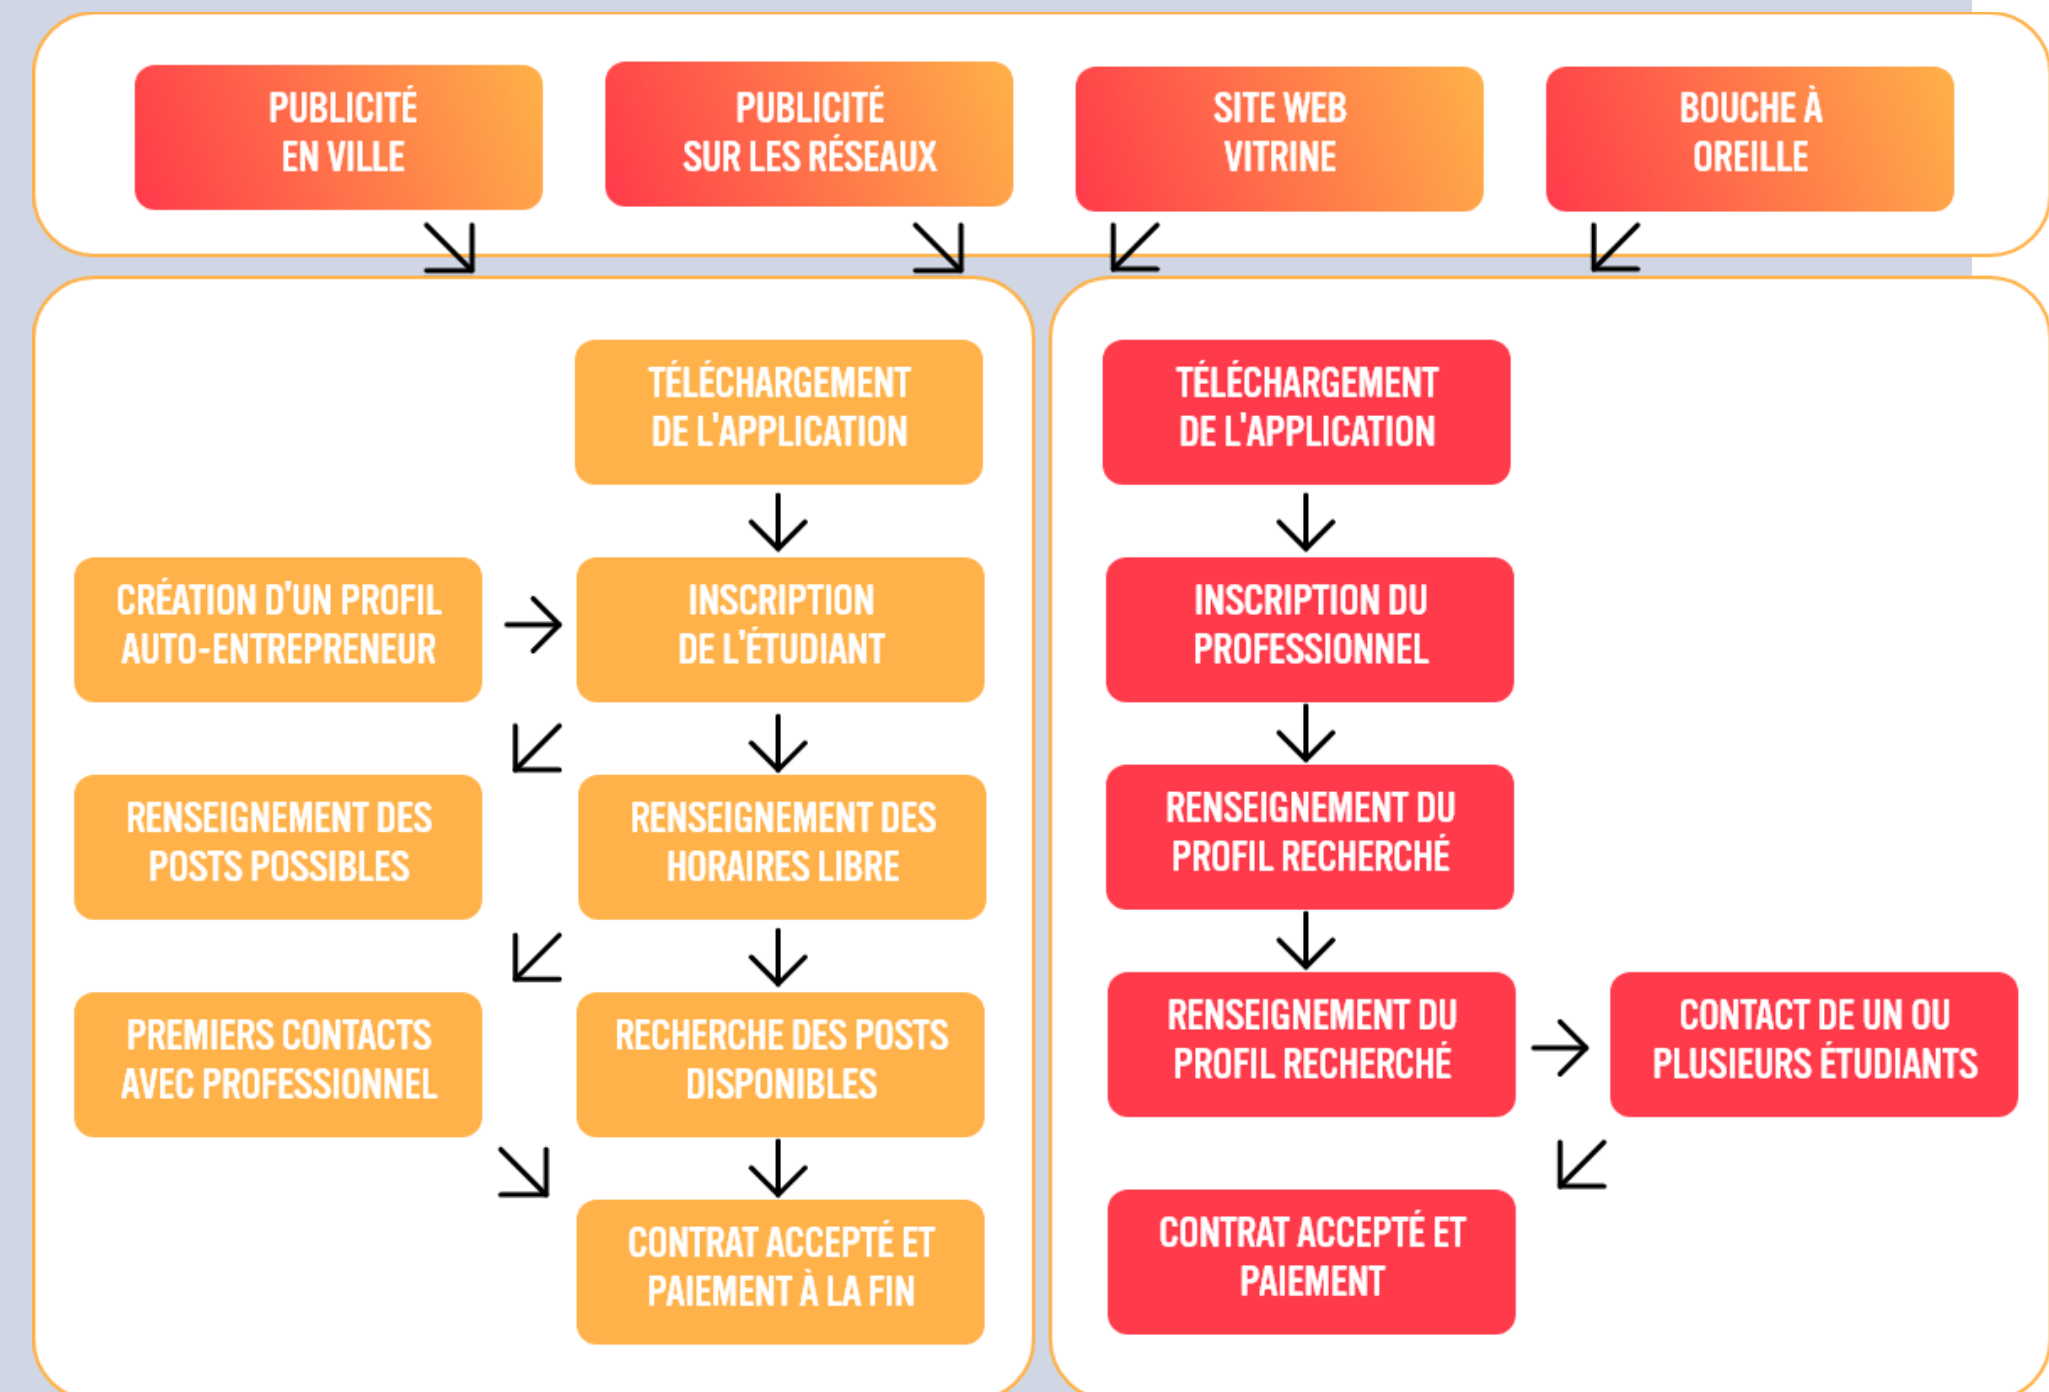 PUBLICITÉ
EN VILLE
PUBLICITÉ
SUR LES RÉSEAUX
SITE WEB
VITRINE
BOUCHE À
OREILLE
TÉLÉCHARGEMENT
DE L'APPLICATION
CRÉATION D'UN PROFIL
AUTO-ENTREPRENEUR
INSCRIPTION
DE L'ÉTUDIANT
RENSEIGNEMENT DES
POSTS POSSIBLES
RENSEIGNEMENT DES
HORAIRES LIBRE
PREMIERS CONTACTS
AVEC PROFESSIONNEL
RECHERCHE DES POSTS
DISPONIBLES
CONTRAT ACCEPTÉ ET
PAIEMENT À LA FIN
TÉLÉCHARGEMENT
DE L'APPLICATION
INSCRIPTION DU
PROFESSIONNEL
RENSEIGNEMENT DU
PROFIL RECHERCHÉ
RENSEIGNEMENT DU
PROFIL RECHERCHÉ
CONTACT DE UN OU
PLUSIEURS ÉTUDIANTS
CONTRAT ACCEPTÉ ET
PAIEMENT